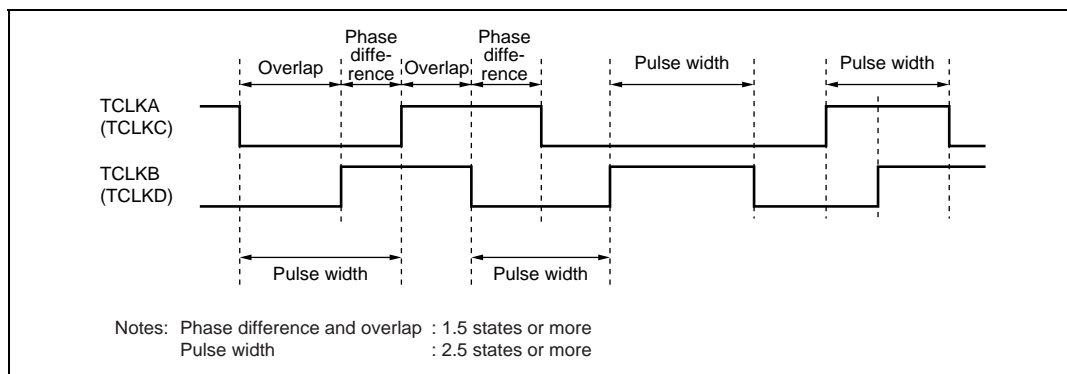 Phase
diffe-
rence
Overlap
Phase
diffe-
rence
Overlap
Pulse width
Pulse width
TCLKA
(TCLKC)
TCLKB
(TCLKD)
Pulse width
Pulse width
Notes: Phase difference and overlap : 1.5 states or more
Pulse width : 2.5 states or more